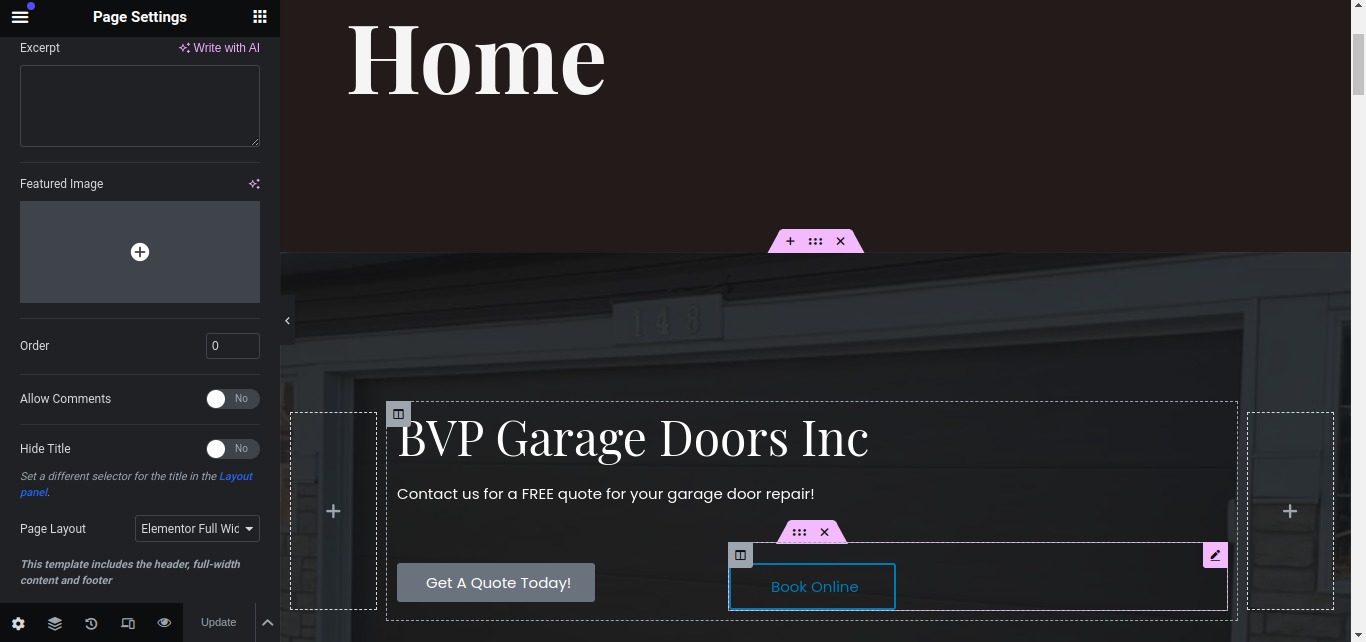 Page Settings
Excerpt
Write with AI
Featured Image
Order
0
Allow Comments
No
Hide Title
No
Set a different selector for the title in the Layout
panel.
Page Layout
Elementor Full Wid
This template includes the header, full-width
content and footer
Update
Home
148
BVP Garage Doors Inc
Contact us for a FREE quote for your garage door repair!
Get A Quote Today!
Book Online